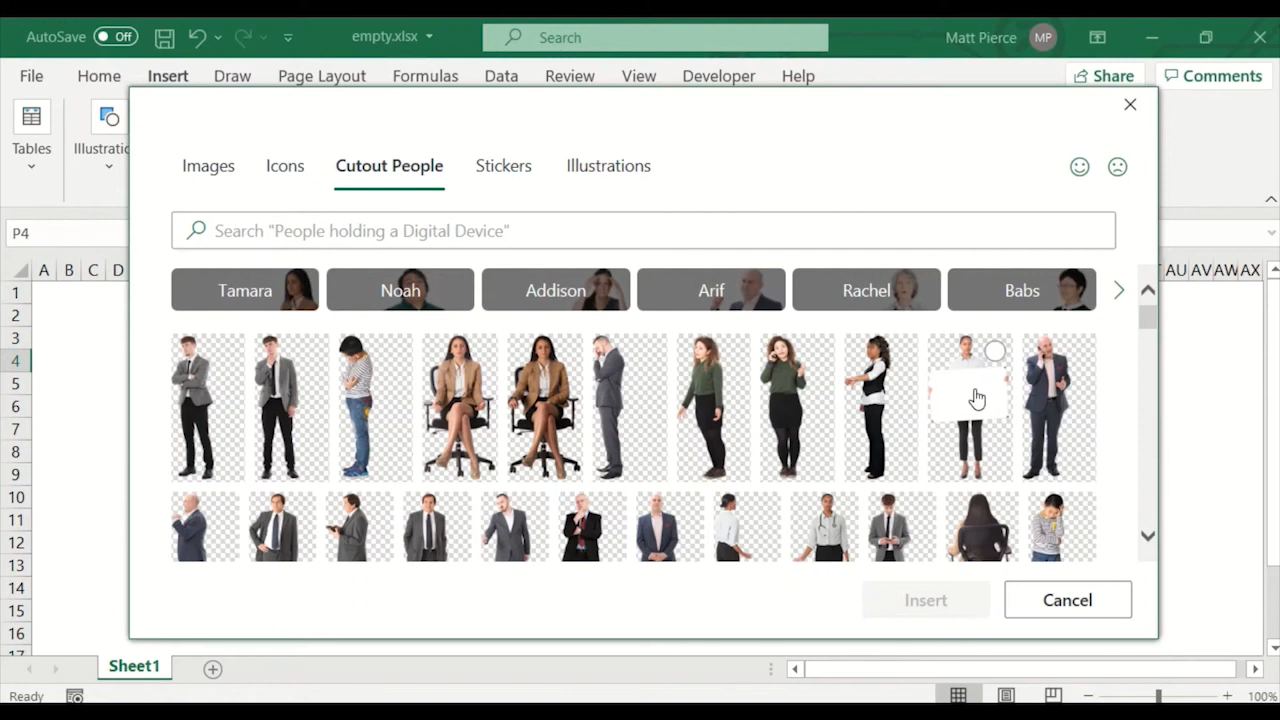 AutoSave Off empty.xlsx Search Matt Pierce MP
File Home Insert Draw Page Layout Formulas Data Review View Developer Help Share Comments
Tables
Images Icons Cutout People Stickers Illustrations
Search "People holding a Digital Device"
P4
Tamara Noah Addison Arif Rachel Babs
A B C D AU AV AW AX
1
2
3
4
5
6
7
8
9
10
11
12
13
14
15
16
Insert Cancel
Sheet1
Ready 100%